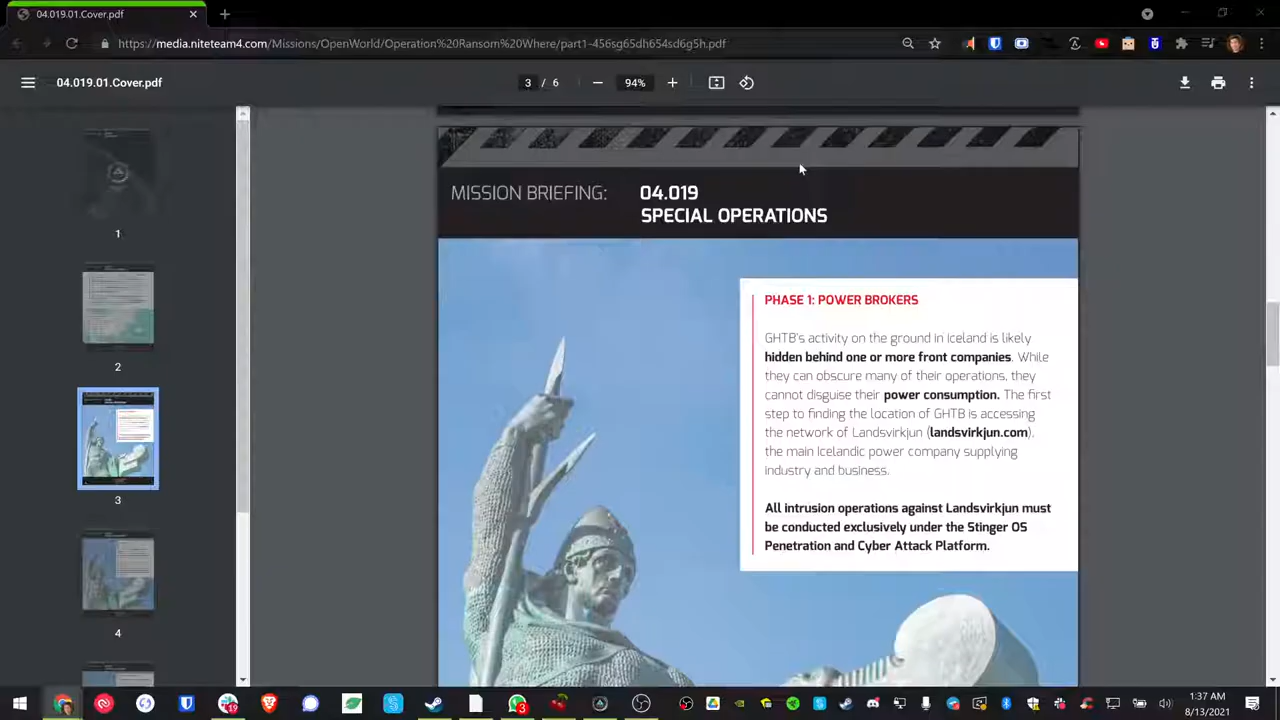 04.019.01.Cover.pdf
https://media.niteteam4.com/Missions/OpenWorld/Operation%20Ransom%20Where/part1-456sg65dh654sd6g5h.pdf
04.019.01.Cover.pdf
3 / 6
94%
1
2
3
4
MISSION BRIEFING: 04.019
SPECIAL OPERATIONS
PHASE 1: POWER BROKERS
GHTB's activity on the ground in Iceland is likely
hidden behind one or more front companies. While
they can obscure many of their operations, they
cannot disguise their power consumption. The first
step to finding the location of GHTB is accessing
the network of Landsvirkjun (landsvirkjun.com),
the main Icelandic power company supplying
industry and business.
All intrusion operations against Landsvirkjun must
be conducted exclusively under the Stinger OS
Penetration and Cyber Attack Platform.
19
3
1:37 AM
8/13/2021